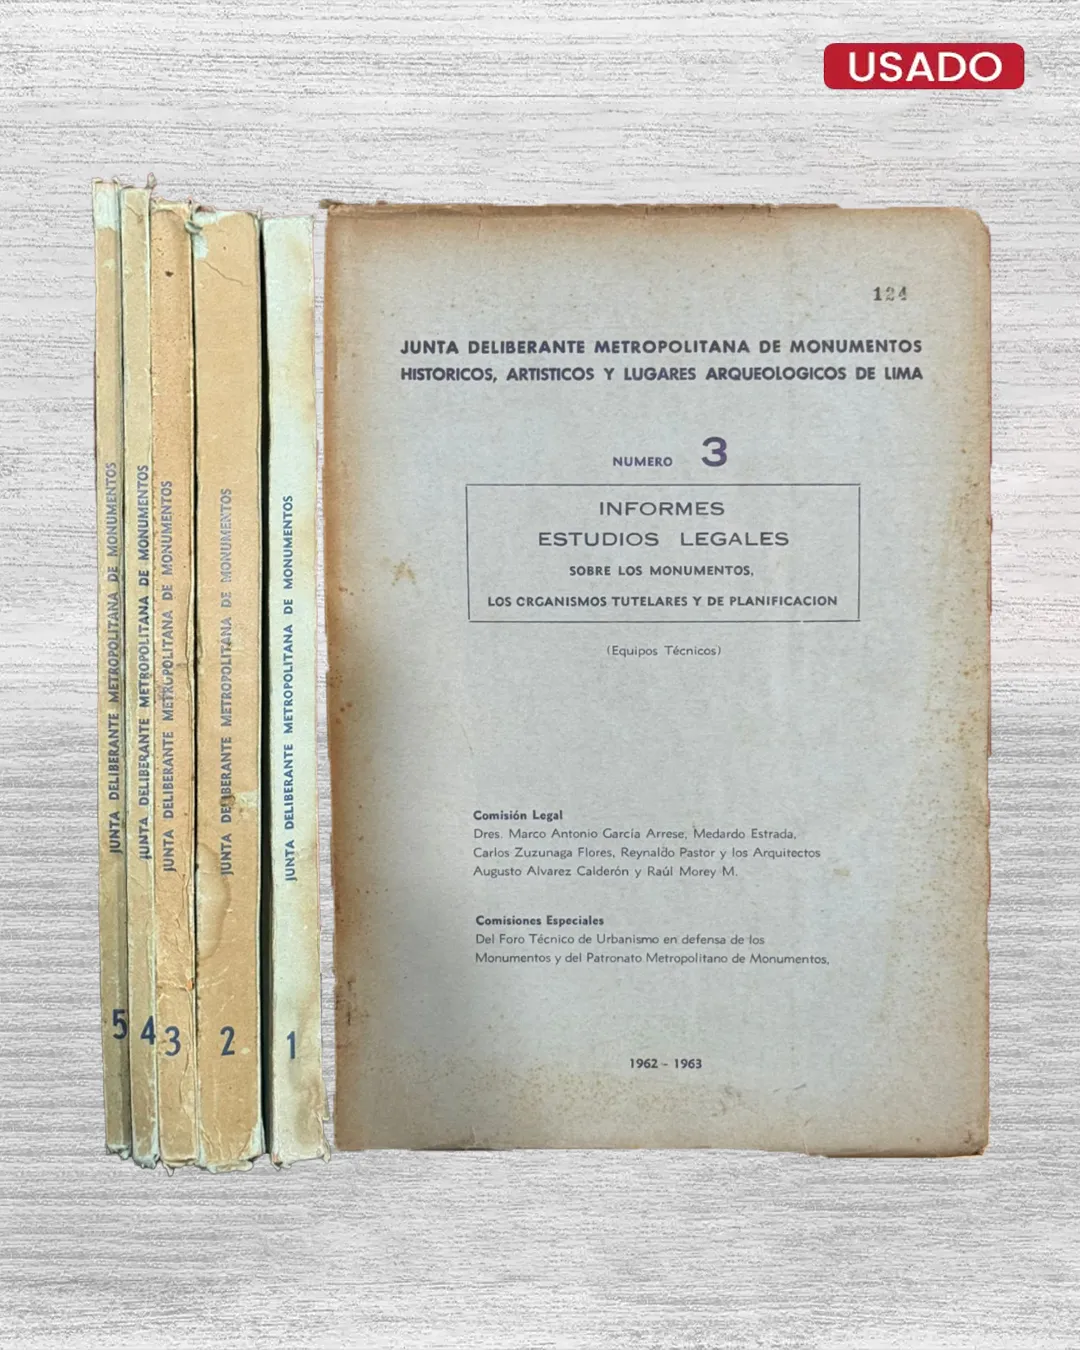 USADO
JUNTA DELIBERANTE METROPOLITANA DE MONUMENTOS
5
JUNTA DELIBERANTE METROPOLITANA DE MONUMENTOS
4
JUNTA DELIBERANTE METROPOLITANA DE MONUMENTOS
3
JUNTA DELIBERANTE METROPOLITANA DE MONUMENTOS
2
JUNTA DELIBERANTE METROPOLITANA DE MONUMENTOS
1
124
JUNTA DELIBERANTE METROPOLITANA DE MONUMENTOS
HISTORICOS, ARTISTICOS Y LUGARES ARQUEOLOGICOS DE LIMA
NUMERO 3
INFORMES
ESTUDIOS LEGALES
SOBRE LOS MONUMENTOS,
LOS CRGANISMOS TUTELARES Y DE PLANIFICACION
(Equipos Técnicos)
Comisión Legal
Dres. Marco Antonio García Arrese, Medardo Estrada,
Carlos Zuzunaga Flores, Reynaldo Pastor y los Arquitectos
Augusto Alvarez Calderón y Raúl Morey M.
Comisiones Especiales
Del Foro Técnico de Urbanismo en defensa de los
Monumentos y del Patronato Metropolitano de Monumentos,
1962 - 1963